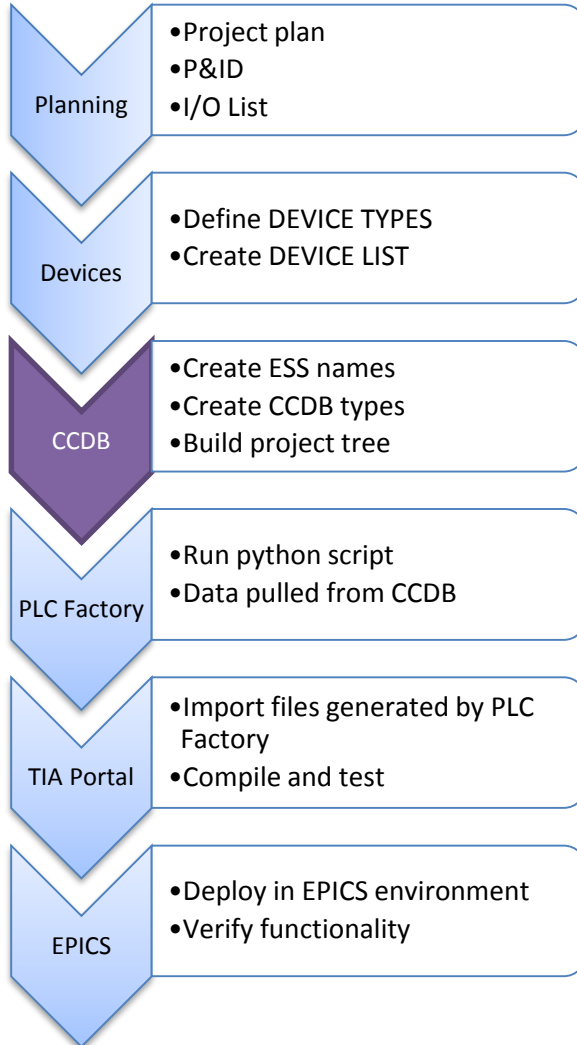 Planning
•Project plan
•P&ID
•I/O List
Devices
•Define DEVICE TYPES
•Create DEVICE LIST
CCDB
•Create ESS names
•Create CCDB types
•Build project tree
PLC Factory
•Run python script
•Data pulled from CCDB
TIA Portal
•Import files generated by PLC
Factory
•Compile and test
EPICS
•Deploy in EPICS environment
•Verify functionality